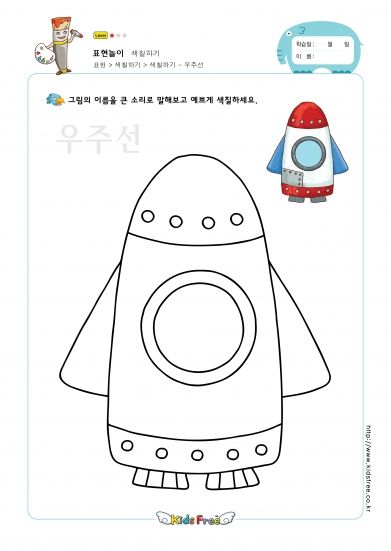 Level
표현놀이 색칠하기
표현 > 색칠하기 > 색칠하기 - 우주선
학습일 : 월 일
이 름 :
그림의 이름을 큰 소리로 말해보고 예쁘게 색칠하세요.
우주선
http://www.kidsfree.co.kr
Kids Free